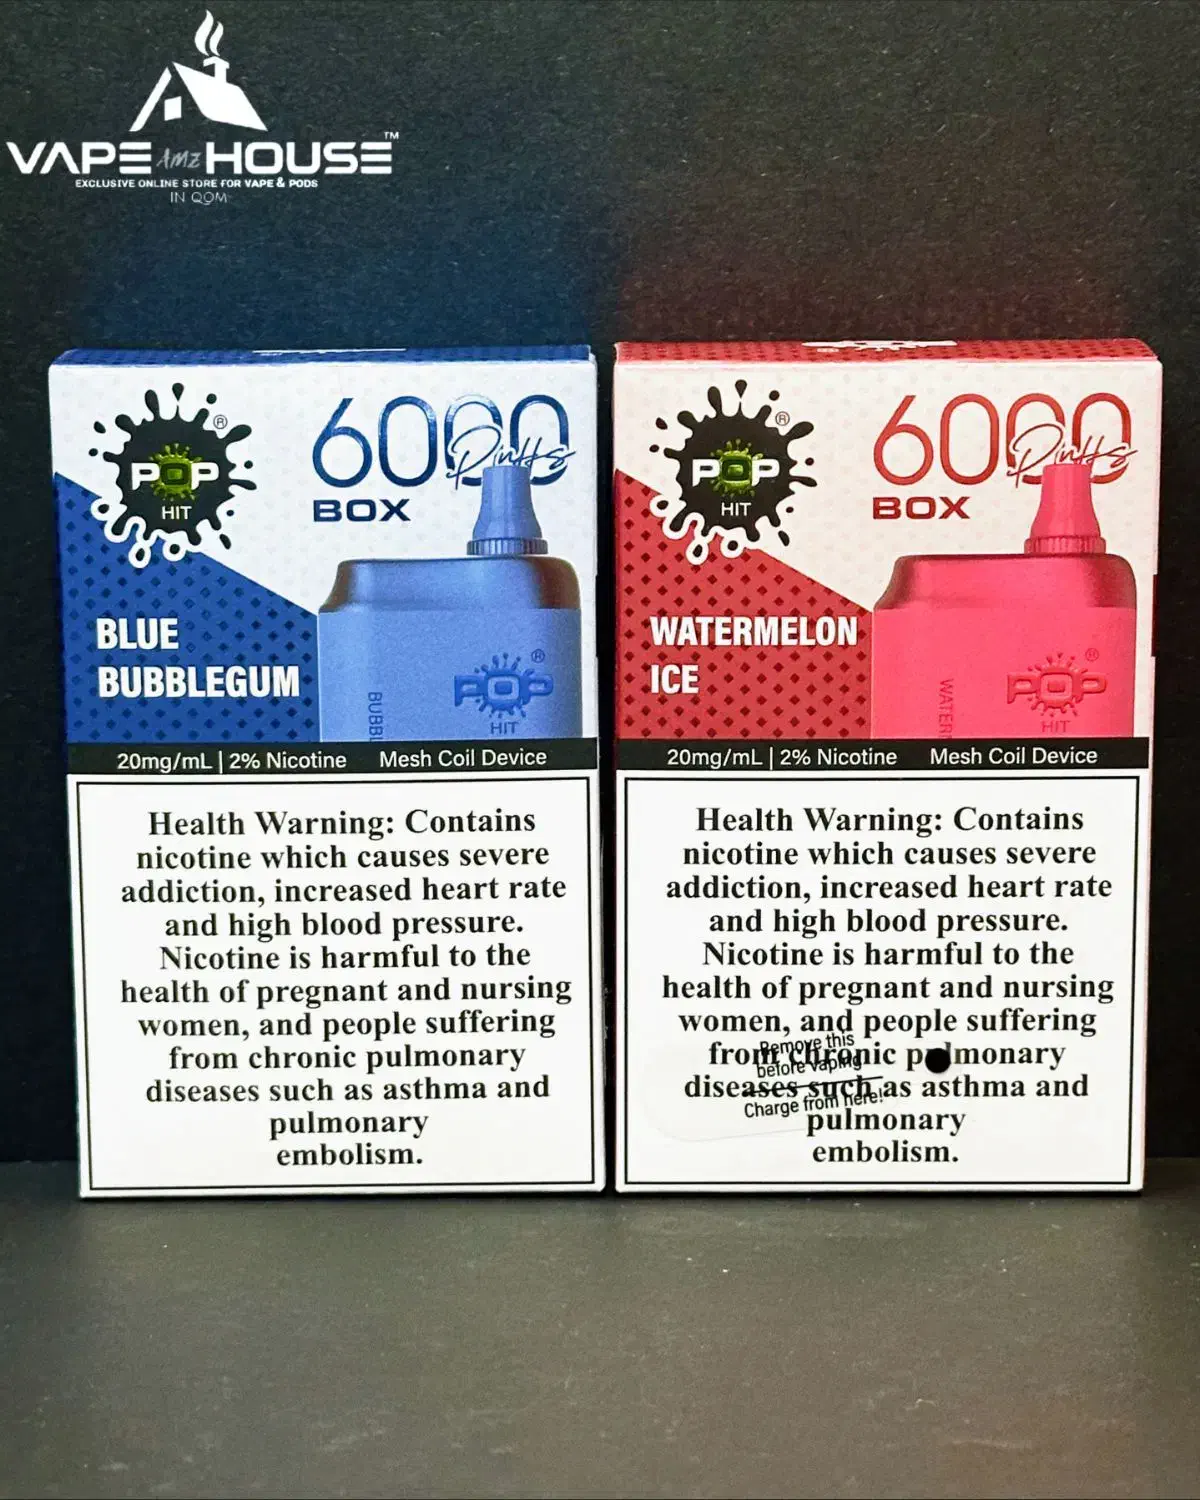 VAPE AMZ HOUSE™
EXCLUSIVE ONLINE STORE FOR VAPE & PODS
IN QOM
POP
HIT
®
6000
Puffs
BOX
BLUE
BUBBLEGUM
BUBBL
POP
HIT
®
20mg/mL | 2% Nicotine Mesh Coil Device
Health Warning: Contains
nicotine which causes severe
addiction, increased heart rate
and high blood pressure.
Nicotine is harmful to the
health of pregnant and nursing
women, and people suffering
from chronic pulmonary
diseases such as asthma and
pulmonary
embolism.
POP
HIT
®
6000
Puffs
BOX
WATERMELON
ICE
WATERM
POP
HIT
®
20mg/mL | 2% Nicotine Mesh Coil Device
Health Warning: Contains
nicotine which causes severe
addiction, increased heart rate
and high blood pressure.
Nicotine is harmful to the
health of pregnant and nursing
women, and people suffering
from chronic pulmonary
diseases such as asthma and
pulmonary
embolism.
Remove this
before vaping
Charge from here!